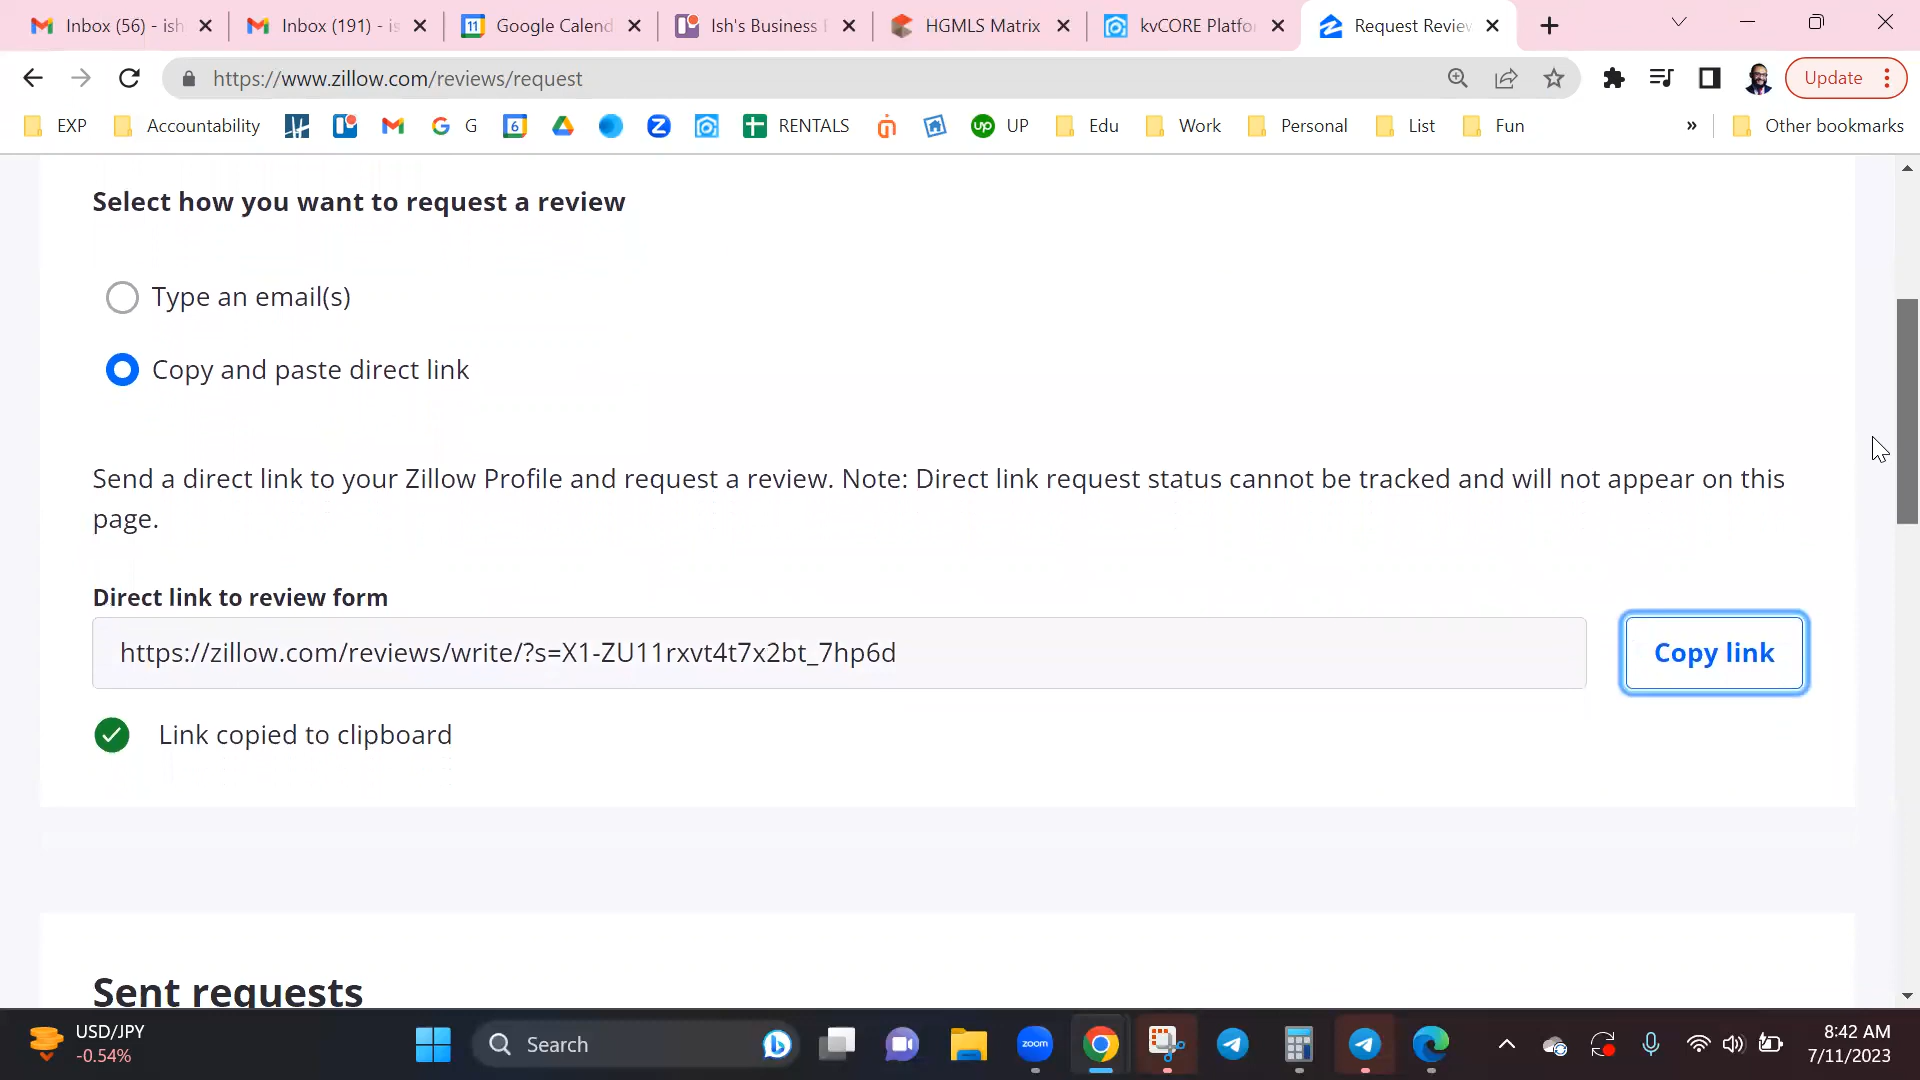 Inbox (56) - ish
Inbox (191) - is
Google Calend
Ish's Business
HGMLS Matrix
kvCORE Platfo
Request Review
https://www.zillow.com/reviews/request
Update
EXP
Accountability
G
6
RENTALS
UP
Edu
Work
Personal
List
Fun
»
Other bookmarks
Select how you want to request a review
Type an email(s)
Copy and paste direct link
Send a direct link to your Zillow Profile and request a review. Note: Direct link request status cannot be tracked and will not appear on this
page.
Direct link to review form
https://zillow.com/reviews/write/?s=X1-ZU11rxvt4t7x2bt_7hp6d
Copy link
Link copied to clipboard
Sent requests
USD/JPY
-0.54%
Search
zoom
8:42 AM
7/11/2023